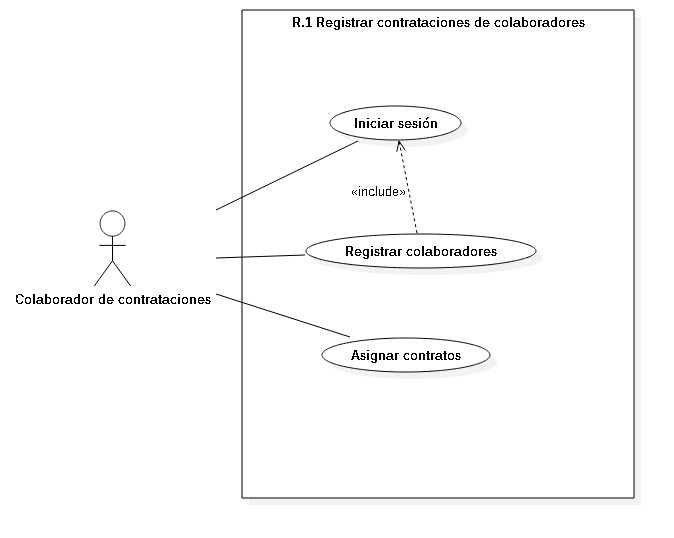 R.1 Registrar contrataciones de colaboradores
Iniciar sesión
«include»
Registrar colaboradores
Colaborador de contrataciones
Asignar contratos